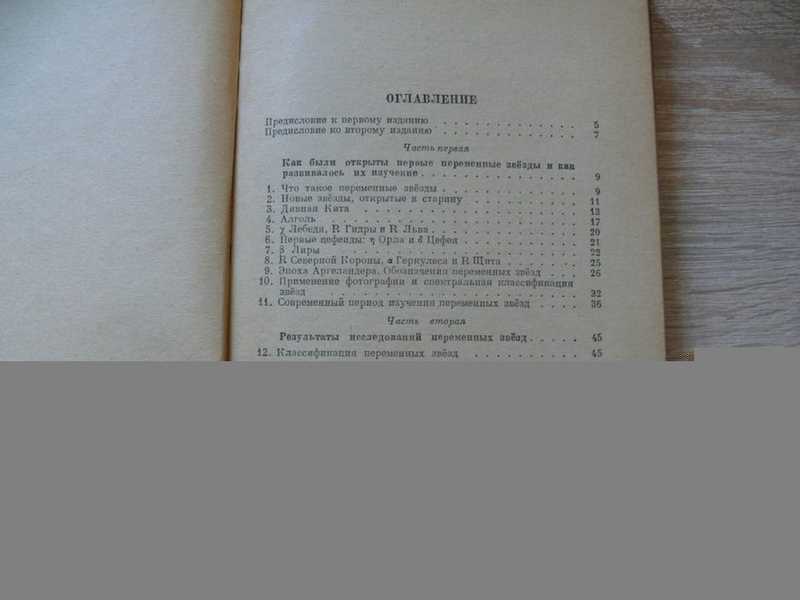 ОГЛАВЛЕНИЕ
Предисловие к первому изданию . . . . . . . . . . . 5
Предисловие ко второму изданию . . . . . . . . . . . 7
Часть первая
Как были открыты первые переменные звёзды и как
развивалось их изучение . . . . . . . . . . . . 9
1. Что такое переменные звёзды . . . . . . . . . . 9
2. Новые звёзды, открытые в старину . . . . . . . . 11
3. Дивная Кита . . . . . . . . . . . . . . . . 13
4. Алголь . . . . . . . . . . . . . . . . . . . 17
5. χ Лебедя, R Гидры и R Льва . . . . . . . . . . . 20
6. Первые цефеиды: η Орла и δ Цефея . . . . . . . . 21
7. β Лиры . . . . . . . . . . . . . . . . . . 22
8. R Северной Короны, α Геркулеса и R Щита . . . . . . 25
9. Эпоха Аргеландера. Обозначения переменных звёзд . . . 26
10. Применение фотографии и спектральная классификация
звёзд . . . . . . . . . . . . . . . . . . . 32
11. Современный период изучения переменных звёзд . . . . 36
Часть вторая
Результаты исследований переменных звёзд . . . . . 45
12. Классификация переменных звёзд . . . . . . . . . . 45